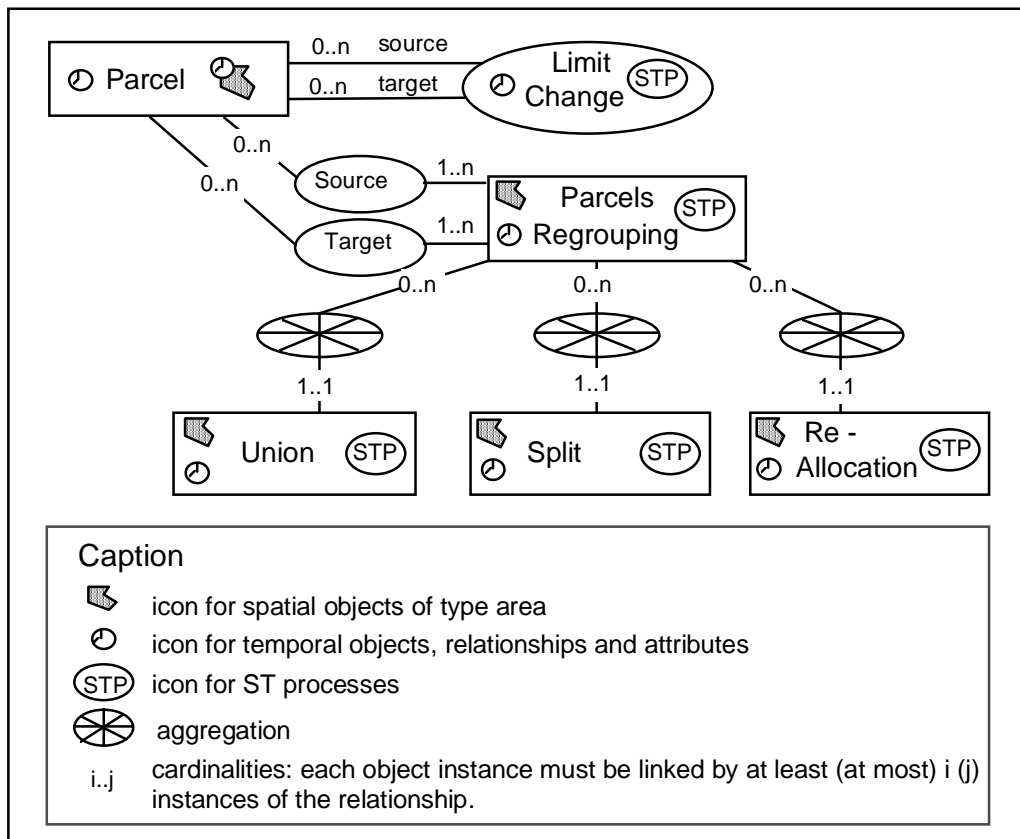 0..n source
Parcel
0..n target
Limit
Change
STP
0..n
0..n
Source
1..n
Target
1..n
Parcels
Regrouping
STP
0..n
0..n
0..n
1..1
1..1
1..1
Union
STP
Split
STP
Re -
Allocation
STP
Caption
icon for spatial objects of type area
icon for temporal objects, relationships and attributes
STP icon for ST processes
aggregation
i..j cardinalities: each object instance must be linked by at least (at most) i (j)
instances of the relationship.